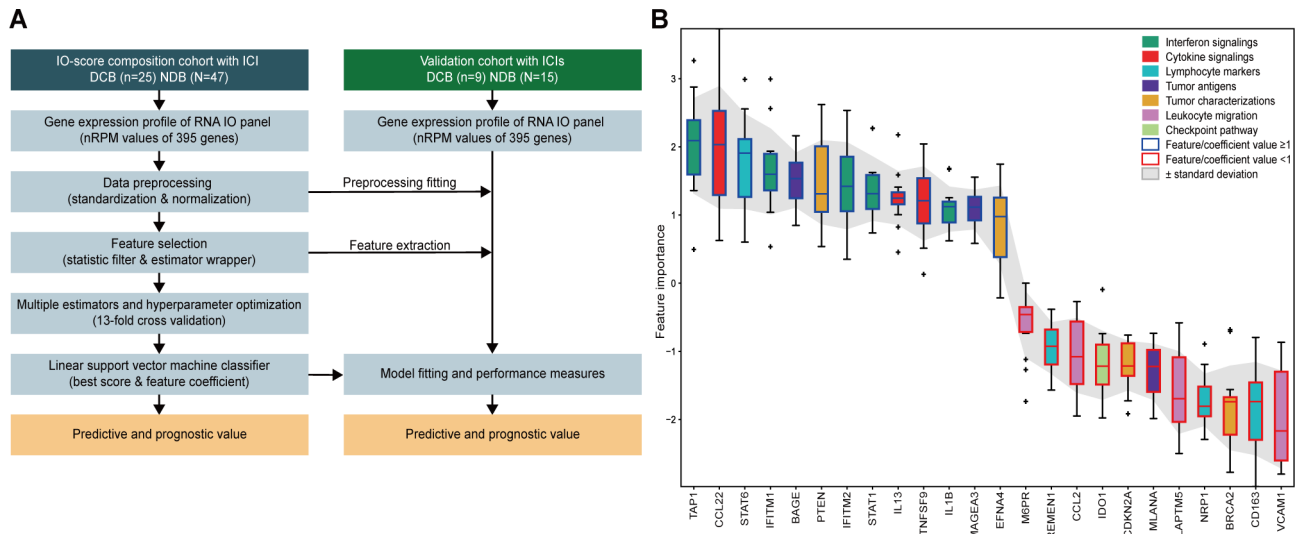 A
IO-score composition cohort with ICI
DCB (n=25) NDB (N=47)
Validation cohort with ICIs
DCB (n=9) NDB (N=15)
Gene expression profile of RNA IO panel
(nRPM values of 395 genes)
Gene expression profile of RNA IO panel
(nRPM values of 395 genes)
Data preprocessing
(standardization & normalization)
Preprocessing fitting
Feature selection
(statistic filter & estimator wrapper)
Feature extraction
Multiple estimators and hyperparameter optimization
(13-fold cross validation)
Linear support vector machine classifier
(best score & feature coefficient)
Model fitting and performance measures
Predictive and prognostic value
Predictive and prognostic value
B
Feature importance
3
2
1
0
−1
−2
Interferon signalings
Cytokine signalings
Lymphocyte markers
Tumor antigens
Tumor characterizations
Leukocyte migration
Checkpoint pathway
Feature/coefficient value ≥1
Feature/coefficient value <1
± standard deviation
TAP1
CCL22
STAT6
IFITM1
BAGE
PTEN
IFITM2
STAT1
IL13
TNFSF9
IL1B
MAGEA3
EFNA4
M6PR
REMEN1
CCL2
IDO1
CDKN2A
MLANA
LAPTM5
NRP1
BRCA2
CD163
VCAM1